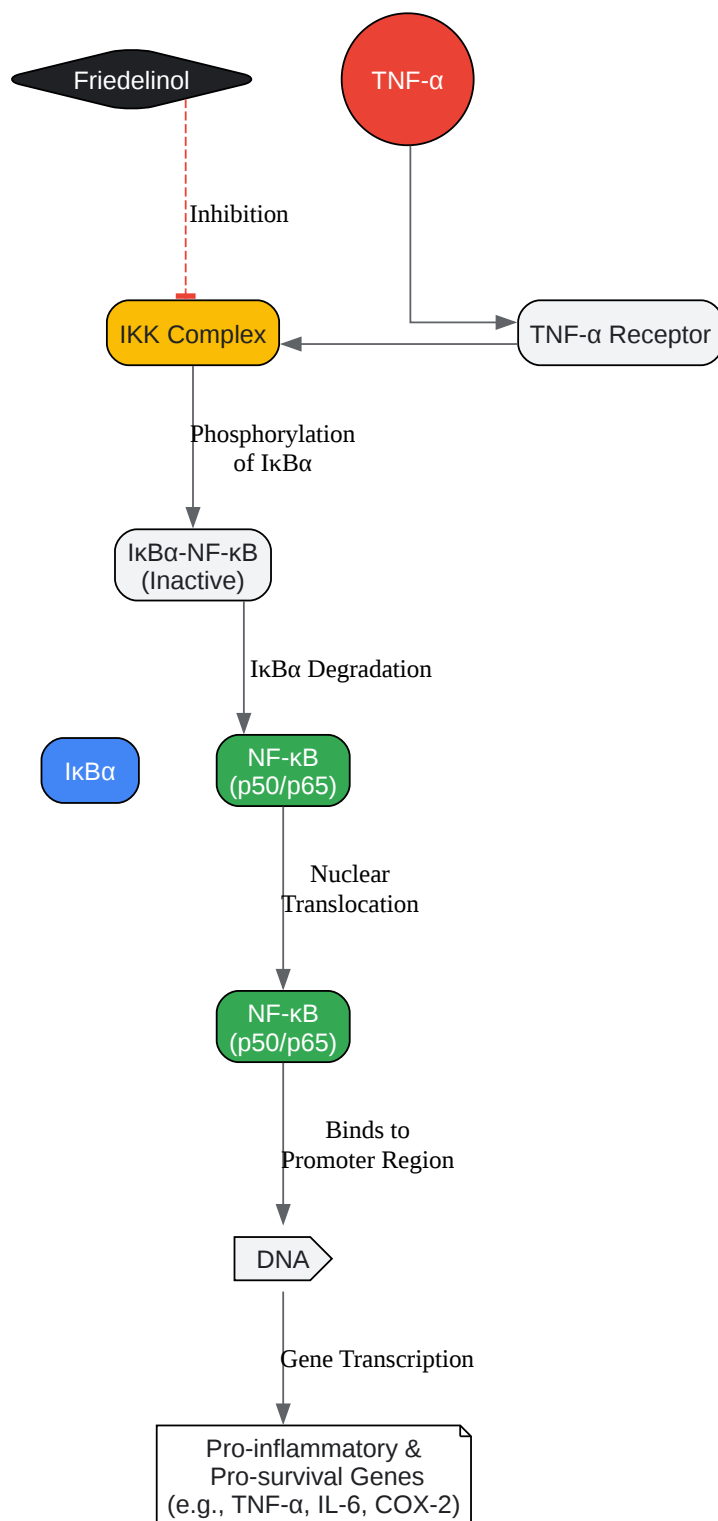 Friedelinol
TNF-α
Inhibition
IKK Complex
TNF-α Receptor
Phosphorylation
of IκBα
IκBα-NF-κB
(Inactive)
IκBα Degradation
IκBα
NF-κB
(p50/p65)
Nuclear
Translocation
NF-κB
(p50/p65)
Binds to
Promoter Region
DNA
Gene Transcription
Pro-inflammatory &
Pro-survival Genes
(e.g., TNF-α, IL-6, COX-2)